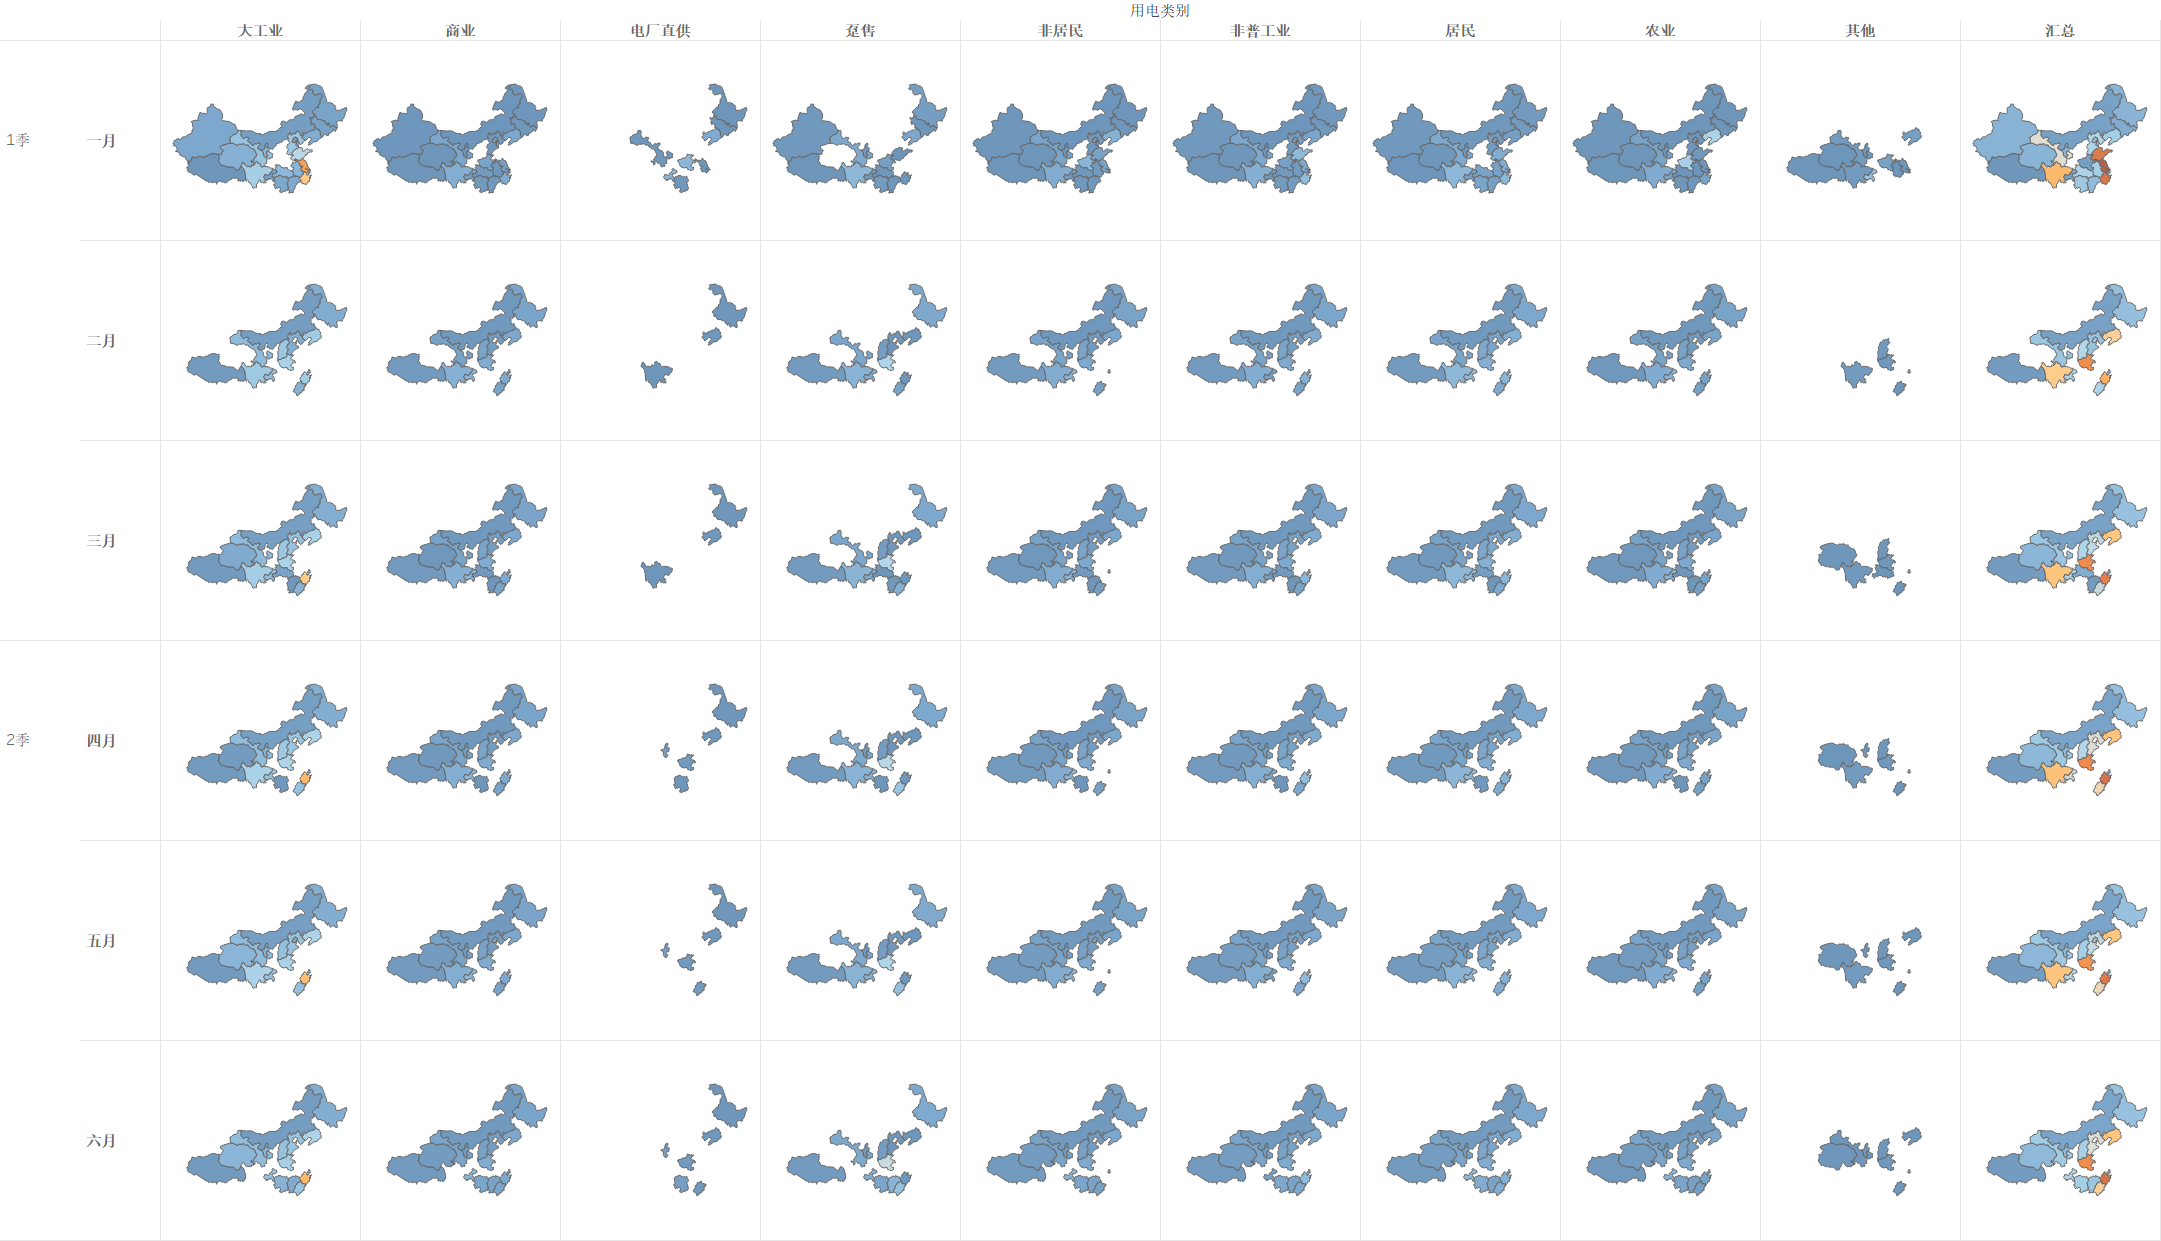 用电类别
大工业 商业 电厂直供 趸售 非居民 非普工业 居民 农业 其他 汇总
1季 一月
二月
三月
2季 四月
五月
六月